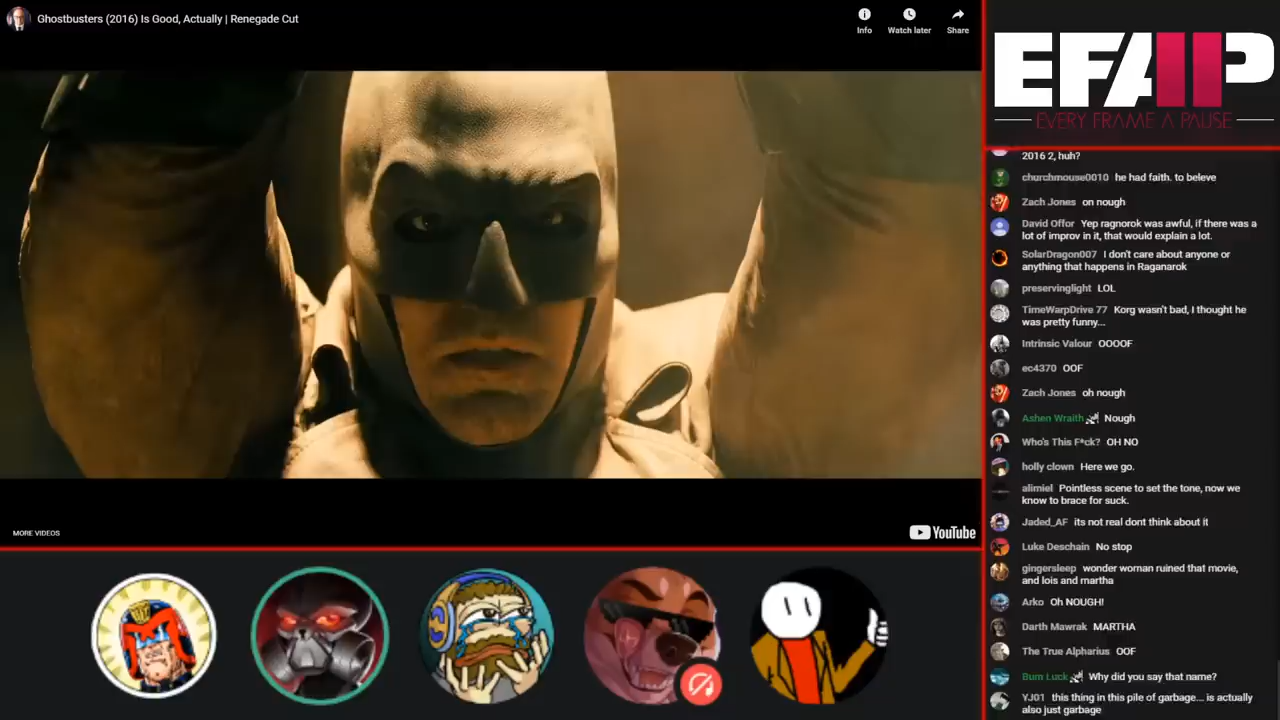 Ghostbusters (2016) Is Good, Actually | Renegade Cut
Info
Watch later
Share
EFAP
EVERY FRAME A PAUSE
2016 2, huh?
churchmouse0010 he had faith. to beleve
Zach Jones on nough
David Offor Yep ragnorok was awful, if there was a
lot of improv in it, that would explain a lot.
SolarDragon007 I don't care about anyone or
anything that happens in Raganarok
preservinglight LOL
TimeWarpDrive 77 Korg wasn't bad, I thought he
was pretty funny...
Intrinsic Valour OOOOF
ec4370 OOF
Zach Jones oh nough
Ashen Wraith Nough
Who's This F*ck? OH NO
holly clown Here we go.
alimiel Pointless scene to set the tone, now we
know to brace for suck.
Jaded_AF its not real dont think about it
Luke Deschain No stop
gingersleep wonder woman ruined that movie,
and lois and martha
Arko Oh NOUGH!
Darth Mawrak MARTHA
The True Alpharius OOF
Bum Luck Why did you say that name?
YJ01 this thing in this pile of garbage... is actually
also just garbage
MORE VIDEOS
YouTube